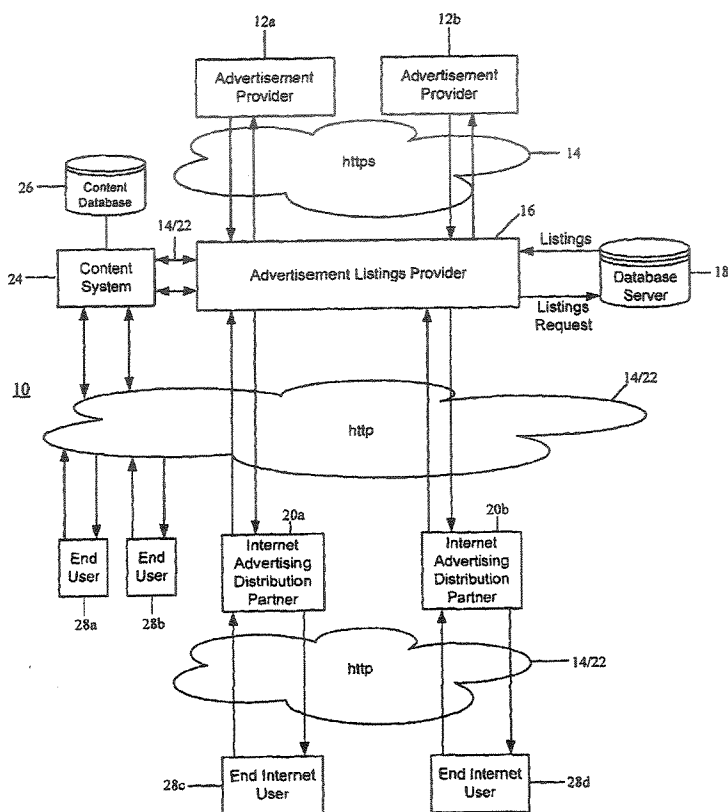 12a
12b
Advertisement
Provider
Advertisement
Provider
https
14
26
Content
Database
14/22
16
24
Content
System
Advertisement Listings Provider
Listings
Database
Server
18
Listings
Request
10
14/22
http
20a
20b
End
User
End
User
Internet
Advertising
Distribution
Partner
Internet
Advertising
Distribution
Partner
28a
28b
http
14/22
28c
End Internet
User
End Internet
User
28d